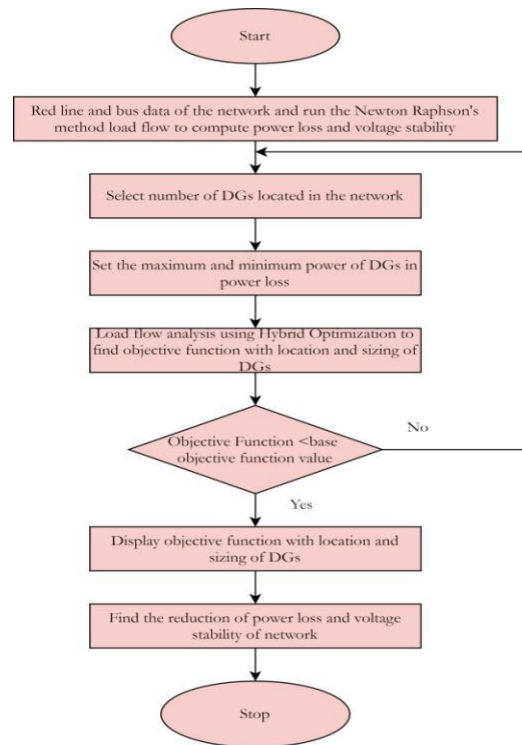 Start
Red line and bus data of the network and run the Newton Raphson's
method load flow to compute power loss and voltage stability
Select number of DGs located in the network
Set the maximum and minimum power of DGs in
power loss
Load flow analysis using Hybrid Optimization to
find objective function with location and sizing of
DGs
Objective Function <base
objective function value
No
Yes
Display objective function with location and
sizing of DGs
Find the reduction of power loss and voltage
stability of network
Stop